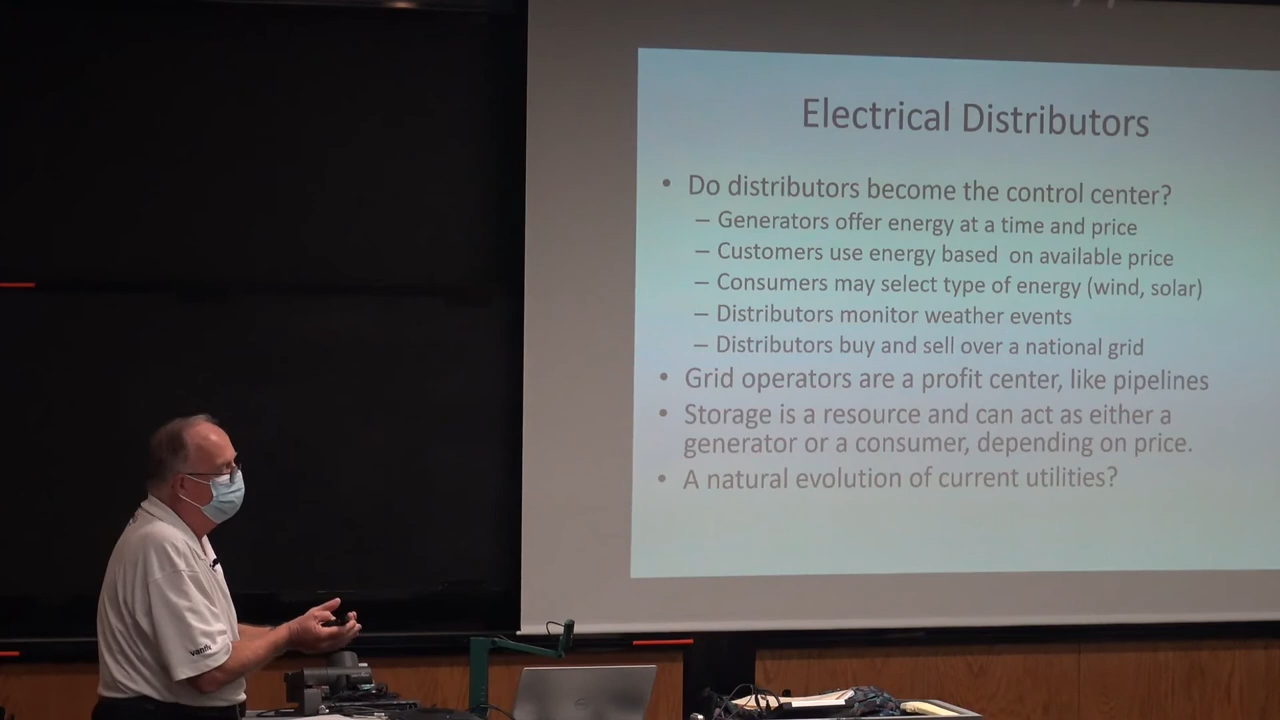 Electrical Distributors
• Do distributors become the control center?
– Generators offer energy at a time and price
– Customers use energy based on available price
– Consumers may select type of energy (wind, solar)
– Distributors monitor weather events
– Distributors buy and sell over a national grid
• Grid operators are a profit center, like pipelines
• Storage is a resource and can act as either a
generator or a consumer, depending on price.
• A natural evolution of current utilities?